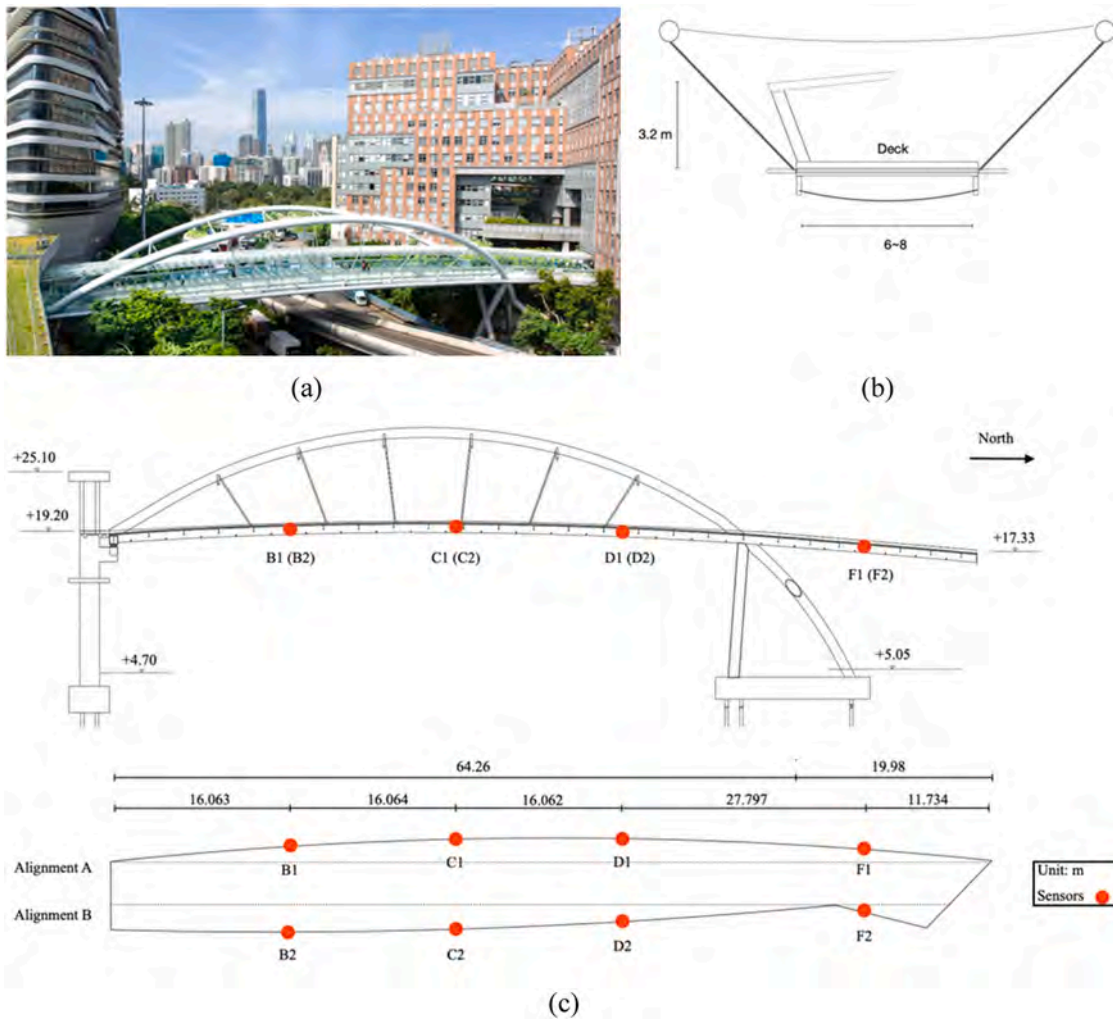 3.2 m
Deck
6~8
(a)
(b)
North
+25.10
+19.20
B1 (B2)
C1 (C2)
D1 (D2)
F1 (F2)
+17.33
+4.70
+5.05
64.26
19.98
16.063
16.064
16.062
27.797
11.734
Alignment A
B1
C1
D1
F1
Unit: m
Sensors
Alignment B
B2
C2
D2
F2
(c)